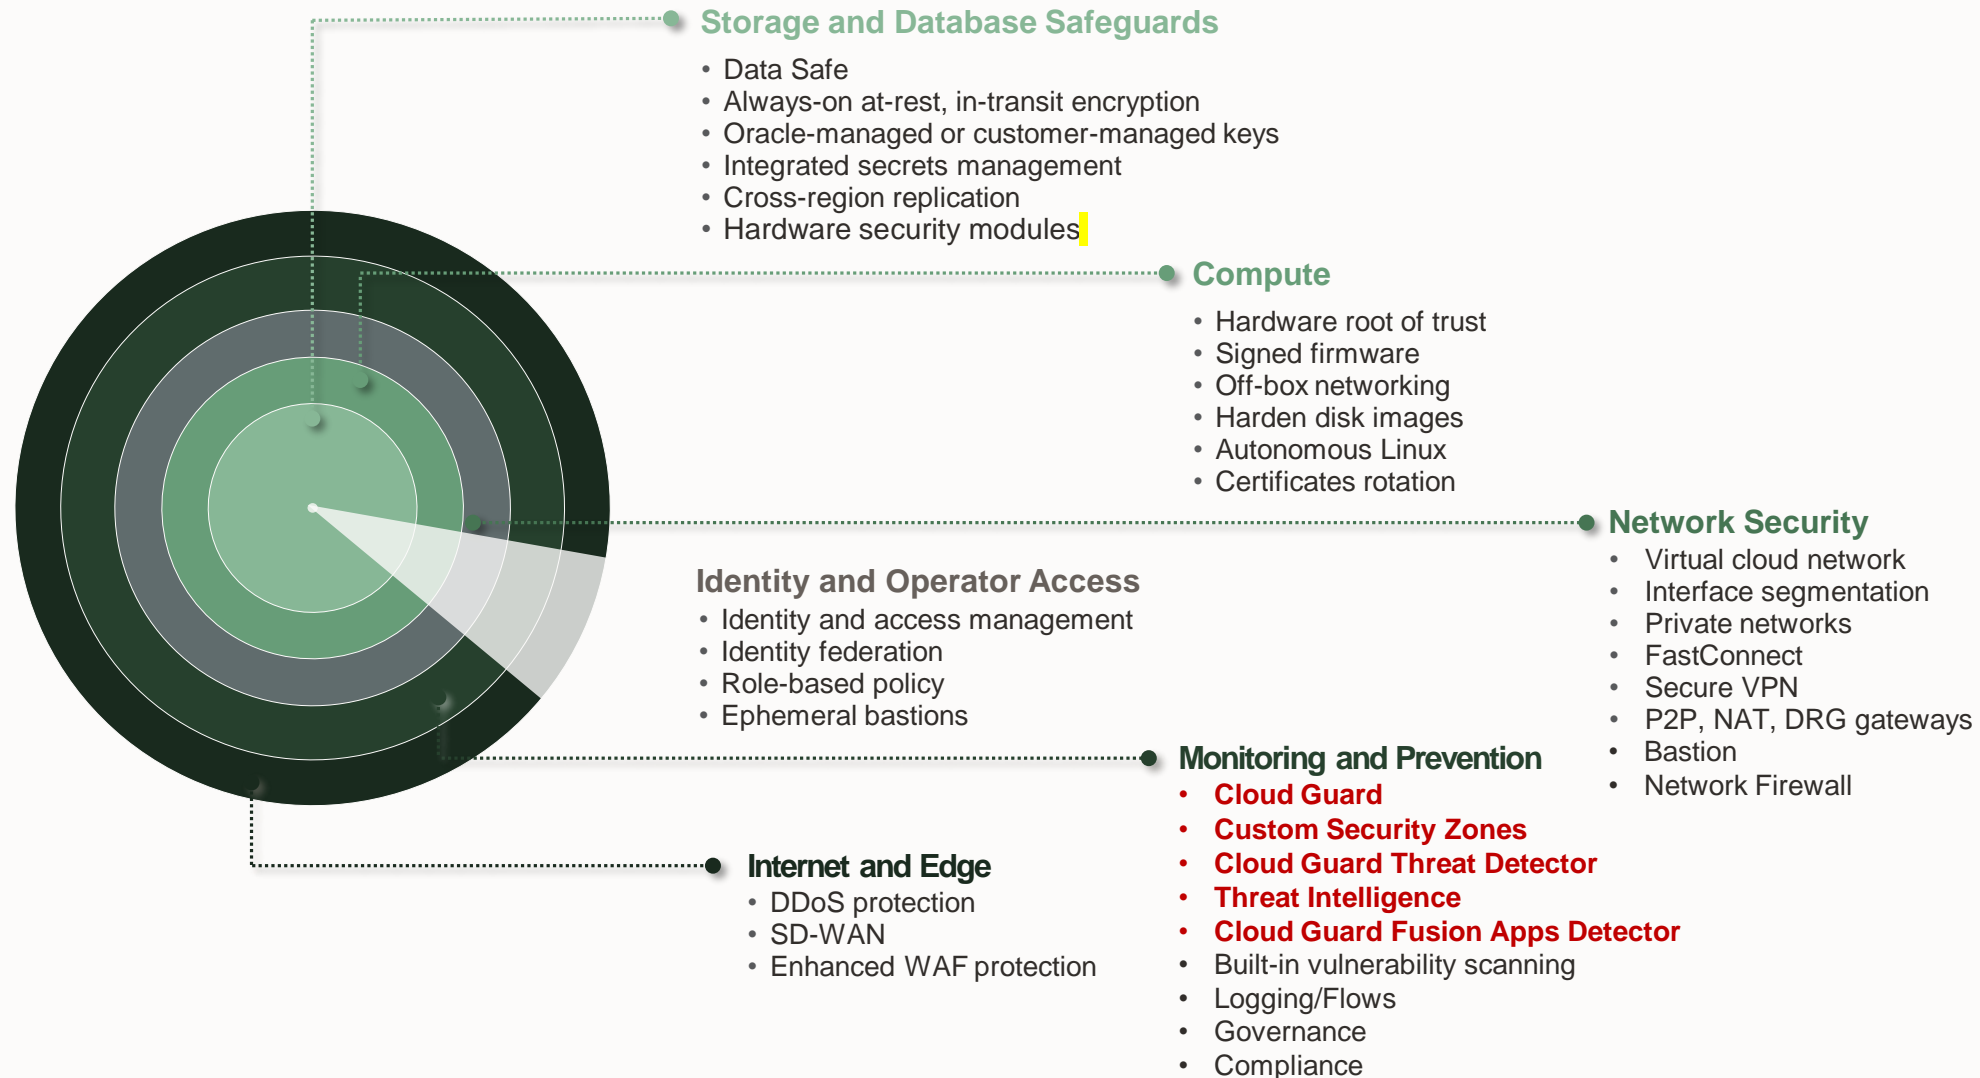 Storage and Database Safeguards
• Data Safe
• Always-on at-rest, in-transit encryption
• Oracle-managed or customer-managed keys
• Integrated secrets management
• Cross-region replication
• Hardware security modules
Compute
• Hardware root of trust
• Signed firmware
• Off-box networking
• Harden disk images
• Autonomous Linux
• Certificates rotation
Network Security
• Virtual cloud network
• Interface segmentation
• Private networks
• FastConnect
• Secure VPN
• P2P, NAT, DRG gateways
• Bastion
• Network Firewall
Identity and Operator Access
• Identity and access management
• Identity federation
• Role-based policy
• Ephemeral bastions
Monitoring and Prevention
• Cloud Guard
• Custom Security Zones
• Cloud Guard Threat Detector
• Threat Intelligence
• Cloud Guard Fusion Apps Detector
• Built-in vulnerability scanning
• Logging/Flows
• Governance
• Compliance
Internet and Edge
• DDoS protection
• SD-WAN
• Enhanced WAF protection